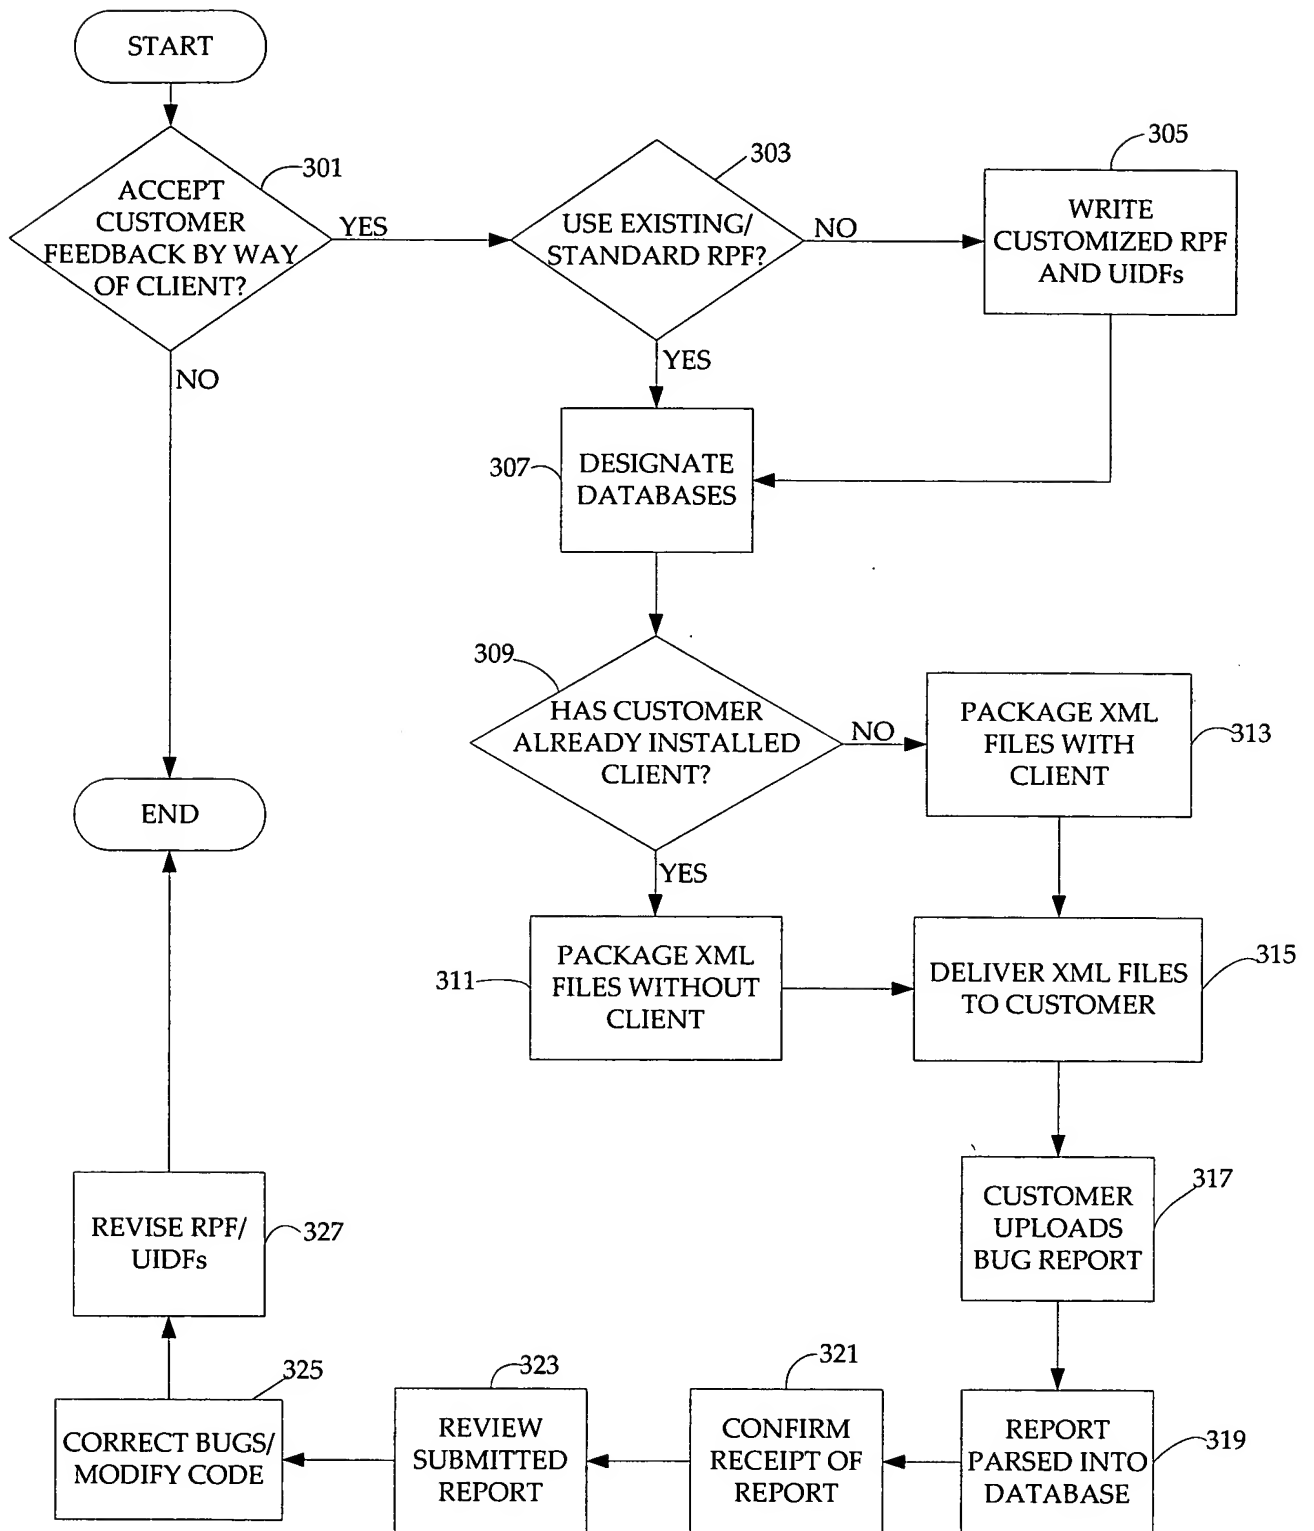 START
301
ACCEPT
CUSTOMER
FEEDBACK BY WAY
OF CLIENT?
YES
NO
303
USE EXISTING/
STANDARD RPF?
NO
YES
305
WRITE
CUSTOMIZED RPF
AND UIDFs
307
DESIGNATE
DATABASES
309
HAS CUSTOMER
ALREADY INSTALLED
CLIENT?
NO
YES
PACKAGE XML
FILES WITH
CLIENT
313
END
311
PACKAGE XML
FILES WITHOUT
CLIENT
DELIVER XML FILES
TO CUSTOMER
315
CUSTOMER
UPLOADS
BUG REPORT
317
REPORT
PARSED INTO
DATABASE
319
321
CONFIRM
RECEIPT OF
REPORT
323
REVIEW
SUBMITTED
REPORT
325
CORRECT BUGS/
MODIFY CODE
REVISE RPF/
UIDFs
327